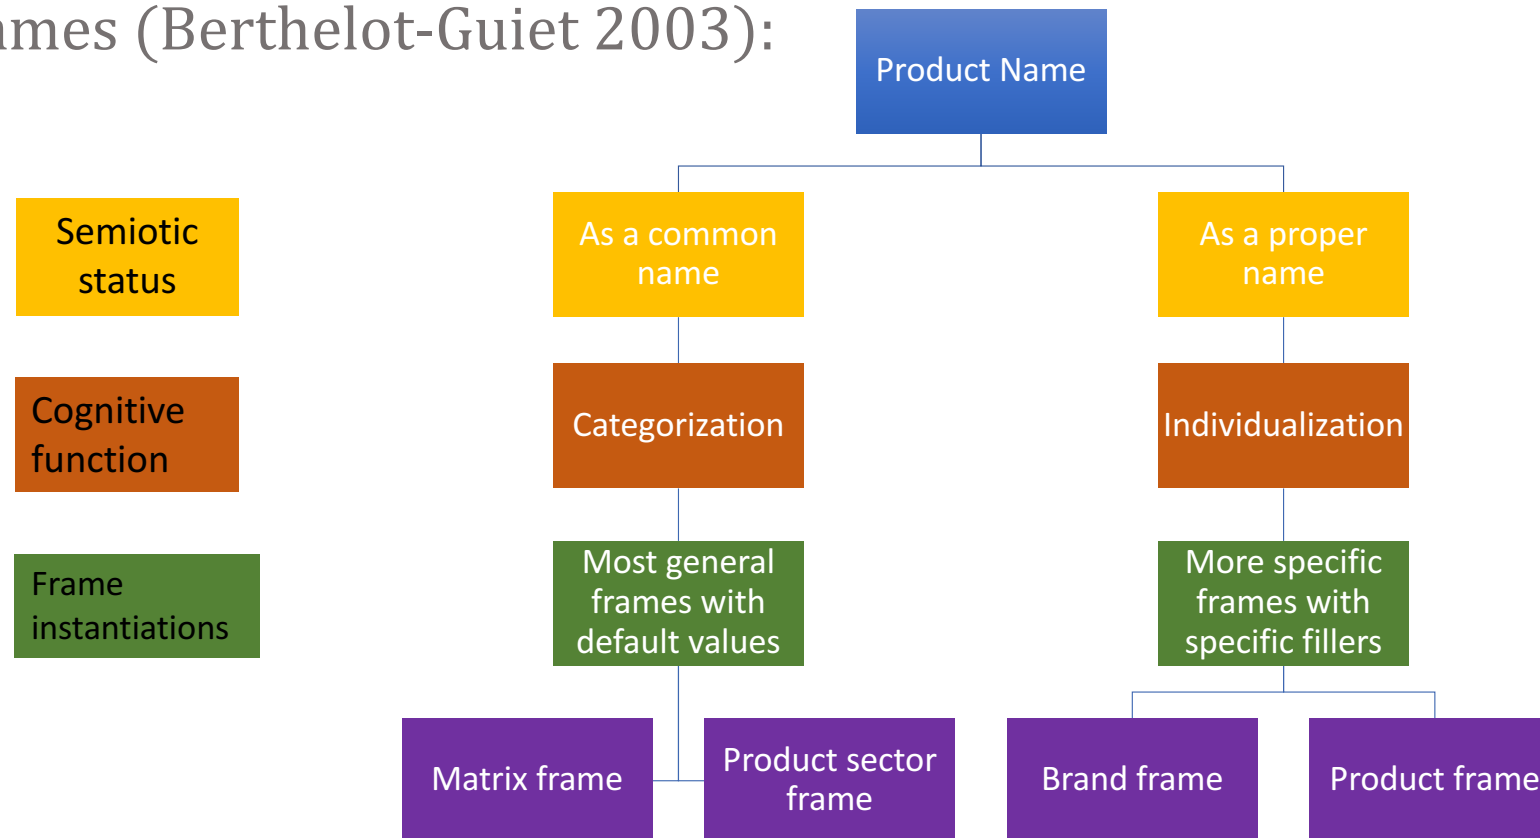 (Berthelot-Guiet 2003):
Product Name
Semiotic
status
As a common
name
As a proper
name
Cognitive
function
Categorization
Individualization
Frame
instantiations
Most general
frames with
default values
More specific
frames with
specific fillers
Matrix frame
Product sector
frame
Brand frame
Product frame